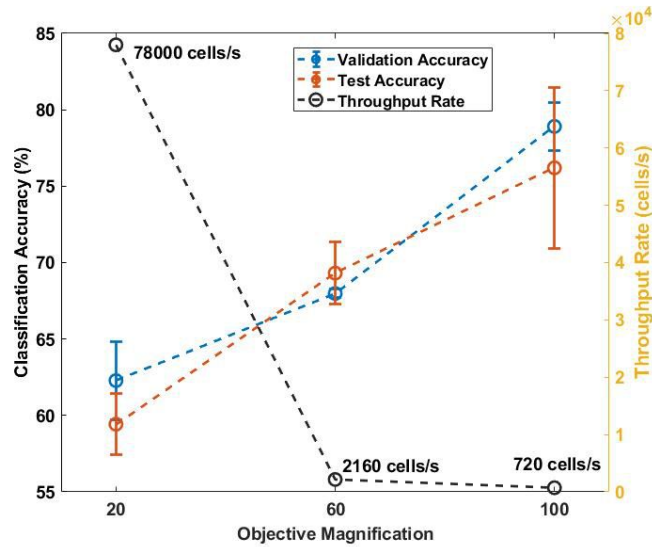 ×10⁴
85
80
75
70
65
60
55
Classification Accuracy (%)
78000 cells/s
Validation Accuracy
Test Accuracy
Throughput Rate
2160 cells/s
720 cells/s
8
7
6
5
4
3
2
1
0
Throughput Rate (cells/s)
20
60
100
Objective Magnification